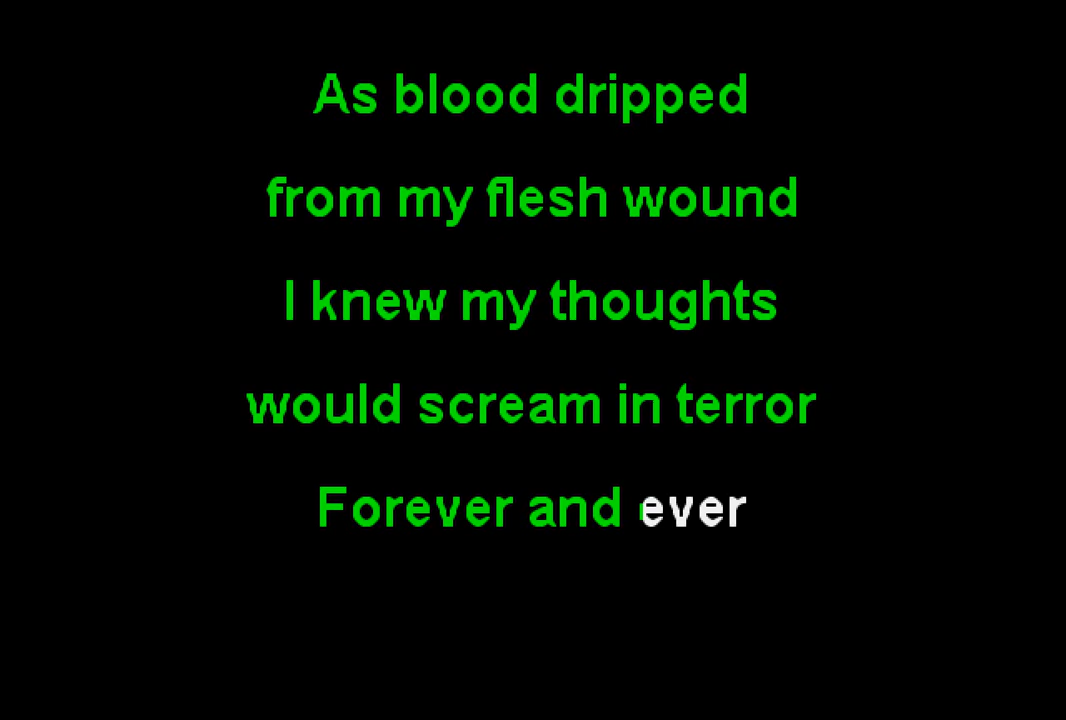 As blood dripped
from my flesh wound
I knew my thoughts
would scream in terror
Forever and ever